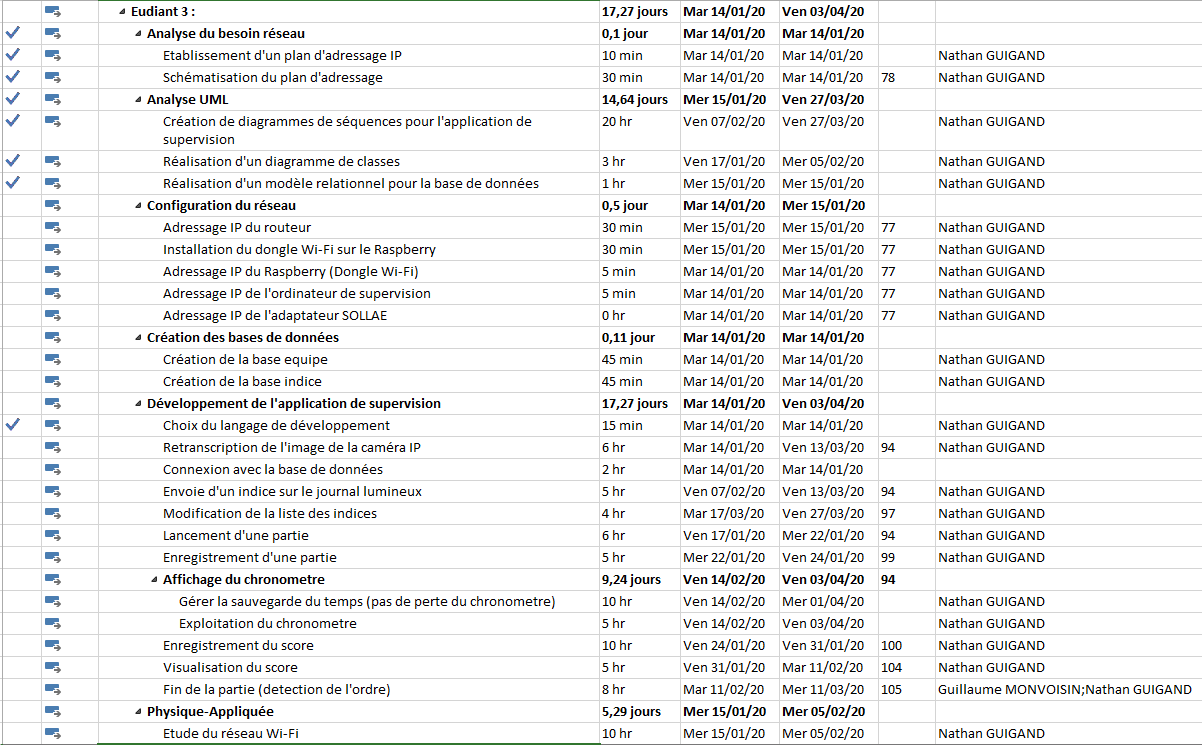 Eudiant 3 : 17,27 jours Mar 14/01/20 Ven 03/04/20
Analyse du besoin réseau 0,1 jour Mar 14/01/20 Mar 14/01/20
Etablissement d'un plan d'adressage IP 10 min Mar 14/01/20 Mar 14/01/20 Nathan GUIGAND
Schématisation du plan d'adressage 30 min Mar 14/01/20 Mar 14/01/20 78 Nathan GUIGAND
Analyse UML 14,64 jours Mer 15/01/20 Ven 27/03/20
Création de diagrammes de séquences pour l'application de 20 hr Ven 07/02/20 Ven 27/03/20 Nathan GUIGAND
supervision
Réalisation d'un diagramme de classes 3 hr Ven 17/01/20 Mer 05/02/20 Nathan GUIGAND
Réalisation d'un modèle relationnel pour la base de données 1 hr Mer 15/01/20 Mer 15/01/20 Nathan GUIGAND
Configuration du réseau 0,5 jour Mar 14/01/20 Mer 15/01/20
Adressage IP du routeur 30 min Mer 15/01/20 Mer 15/01/20 77 Nathan GUIGAND
Installation du dongle Wi-Fi sur le Raspberry 30 min Mer 15/01/20 Mer 15/01/20 77 Nathan GUIGAND
Adressage IP du Raspberry (Dongle Wi-Fi) 5 min Mar 14/01/20 Mar 14/01/20 77 Nathan GUIGAND
Adressage IP de l'ordinateur de supervision 5 min Mar 14/01/20 Mar 14/01/20 77 Nathan GUIGAND
Adressage IP de l'adaptateur SOLLAE 0 hr Mar 14/01/20 Mar 14/01/20 77 Nathan GUIGAND
Création des bases de données 0,11 jour Mar 14/01/20 Mar 14/01/20
Création de la base equipe 45 min Mar 14/01/20 Mar 14/01/20 Nathan GUIGAND
Création de la base indice 45 min Mar 14/01/20 Mar 14/01/20 Nathan GUIGAND
Développement de l'application de supervision 17,27 jours Mar 14/01/20 Ven 03/04/20
Choix du langage de développement 15 min Mar 14/01/20 Mar 14/01/20 Nathan GUIGAND
Retranscription de l'image de la caméra IP 6 hr Mar 14/01/20 Ven 13/03/20 94 Nathan GUIGAND
Connexion avec la base de données 2 hr Mar 14/01/20 Mar 14/01/20
Envoie d'un indice sur le journal lumineux 5 hr Ven 07/02/20 Ven 13/03/20 94 Nathan GUIGAND
Modification de la liste des indices 4 hr Mar 17/03/20 Ven 27/03/20 97 Nathan GUIGAND
Lancement d'une partie 6 hr Ven 17/01/20 Mer 22/01/20 94 Nathan GUIGAND
Enregistrement d'une partie 5 hr Mer 22/01/20 Ven 24/01/20 99 Nathan GUIGAND
Affichage du chronometre 9,24 jours Ven 14/02/20 Ven 03/04/20 94
Gérer la sauvegarde du temps (pas de perte du chronometre) 10 hr Ven 14/02/20 Mer 01/04/20 Nathan GUIGAND
Exploitation du chronometre 5 hr Ven 14/02/20 Ven 03/04/20 Nathan GUIGAND
Enregistrement du score 10 hr Ven 24/01/20 Ven 31/01/20 100 Nathan GUIGAND
Visualisation du score 5 hr Ven 31/01/20 Mar 11/02/20 104 Nathan GUIGAND
Fin de la partie (detection de l'ordre) 8 hr Mar 11/02/20 Mer 11/03/20 105 Guillaume MONVOISIN;Nathan GUIGAND
Physique-Appliquée 5,29 jours Mer 15/01/20 Mer 05/02/20
Etude du réseau Wi-Fi 10 hr Mer 15/01/20 Mer 05/02/20 Nathan GUIGAND